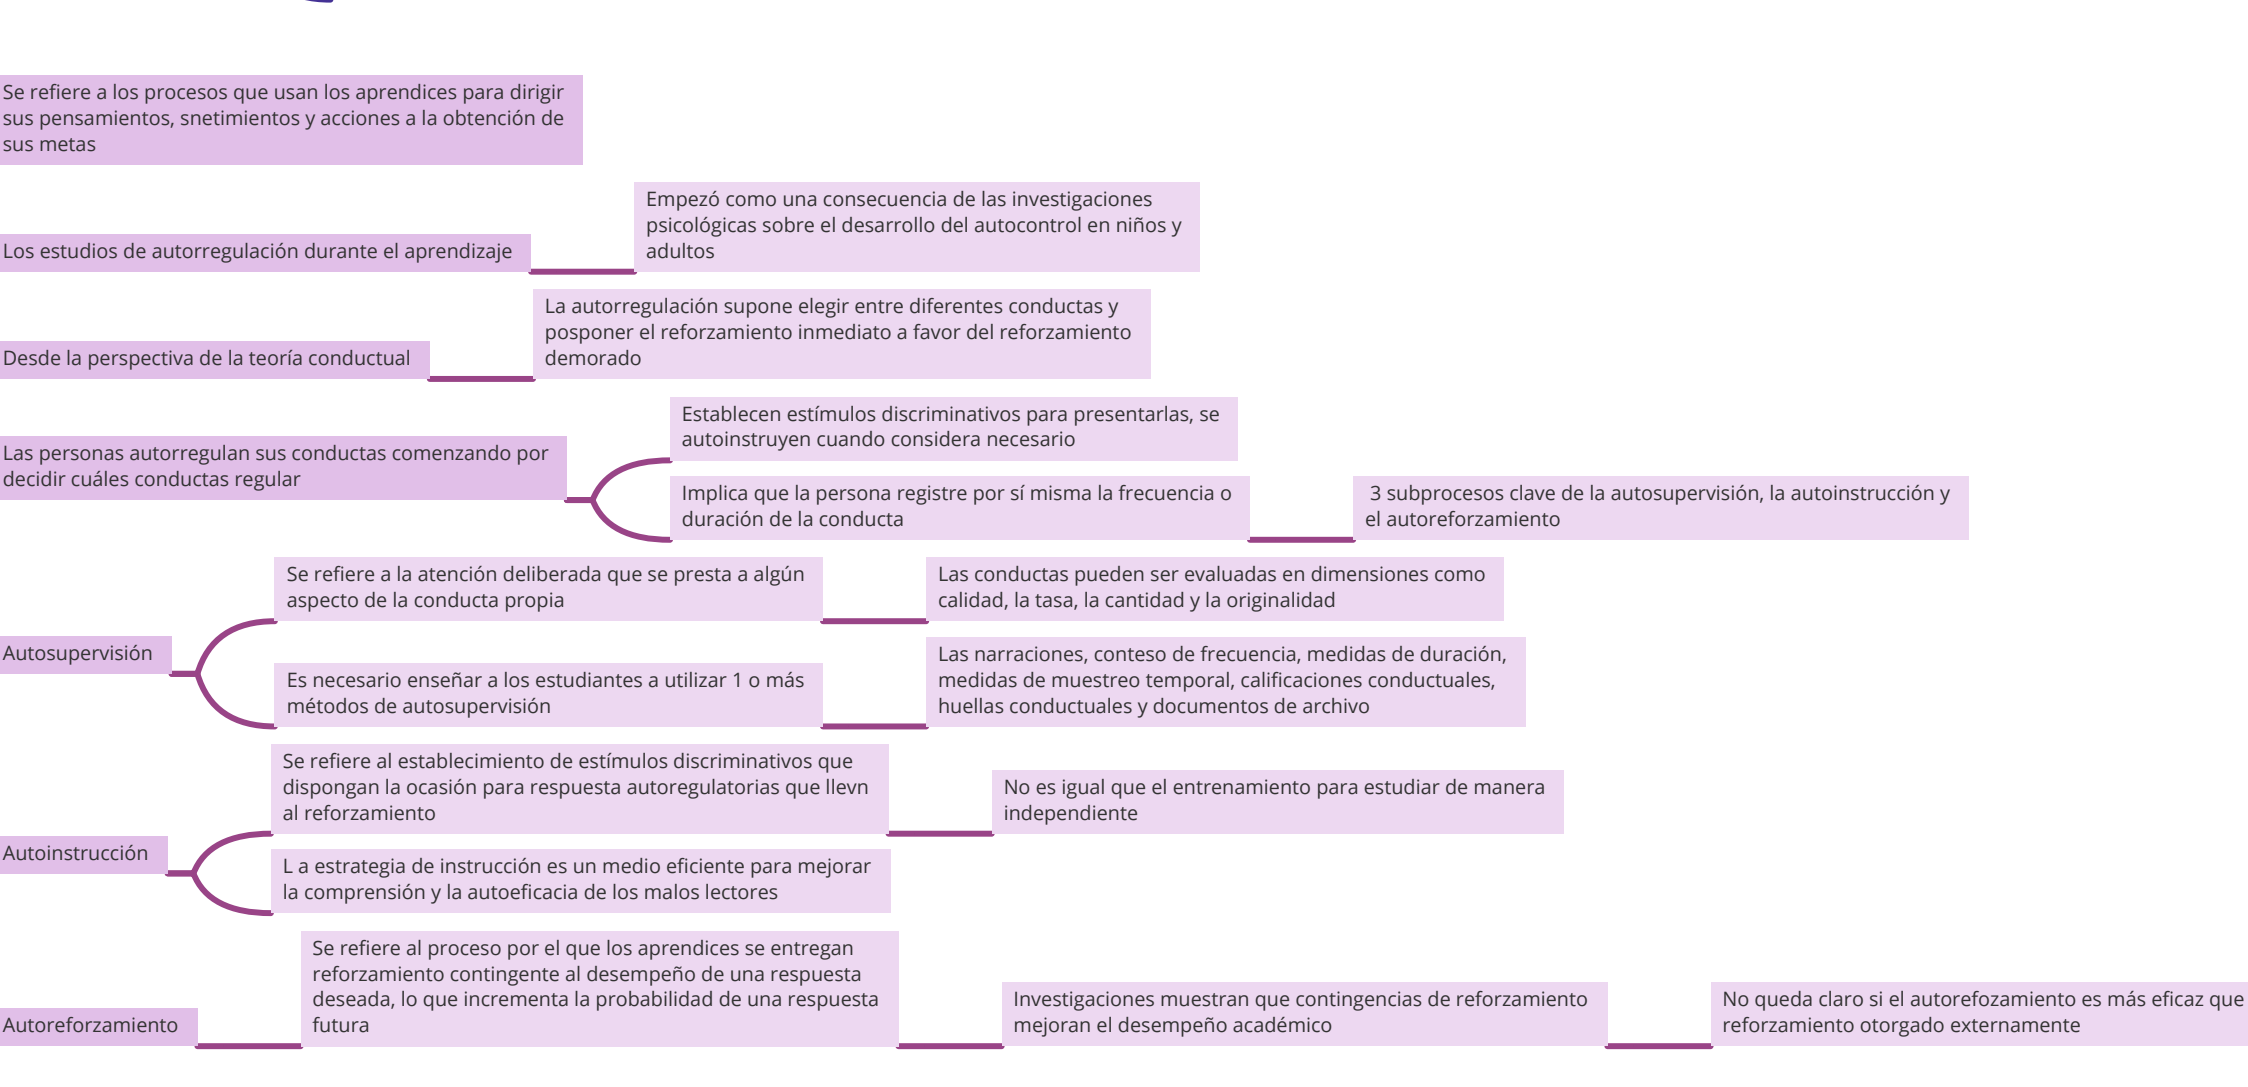 Se refiere a los procesos que usan los aprendices para dirigir
sus pensamientos, snetimientos y acciones a la obtención de
sus metas
Los estudios de autorregulación durante el aprendizaje
Empezó como una consecuencia de las investigaciones
psicológicas sobre el desarrollo del autocontrol en niños y
adultos
Desde la perspectiva de la teoría conductual
La autorregulación supone elegir entre diferentes conductas y
posponer el reforzamiento inmediato a favor del reforzamiento
demorado
Las personas autorregulan sus conductas comenzando por
decidir cuáles conductas regular
Establecen estímulos discriminativos para presentarlas, se
autoinstruyen cuando considera necesario
Implica que la persona registre por sí misma la frecuencia o
duración de la conducta
3 subprocesos clave de la autosupervisión, la autoinstrucción y
el autoreforzamiento
Autosupervisión
Se refiere a la atención deliberada que se presta a algún
aspecto de la conducta propia
Las conductas pueden ser evaluadas en dimensiones como
calidad, la tasa, la cantidad y la originalidad
Es necesario enseñar a los estudiantes a utilizar 1 o más
métodos de autosupervisión
Las narraciones, conteso de frecuencia, medidas de duración,
medidas de muestreo temporal, calificaciones conductuales,
huellas conductuales y documentos de archivo
Autoinstrucción
Se refiere al establecimiento de estímulos discriminativos que
dispongan la ocasión para respuesta autoregulatorias que llevn
al reforzamiento
No es igual que el entrenamiento para estudiar de manera
independiente
L a estrategia de instrucción es un medio eficiente para mejorar
la comprensión y la autoeficacia de los malos lectores
Autoreforzamiento
Se refiere al proceso por el que los aprendices se entregan
reforzamiento contingente al desempeño de una respuesta
deseada, lo que incrementa la probabilidad de una respuesta
futura
Investigaciones muestran que contingencias de reforzamiento
mejoran el desempeño académico
No queda claro si el autorefozamiento es más eficaz que
reforzamiento otorgado externamente